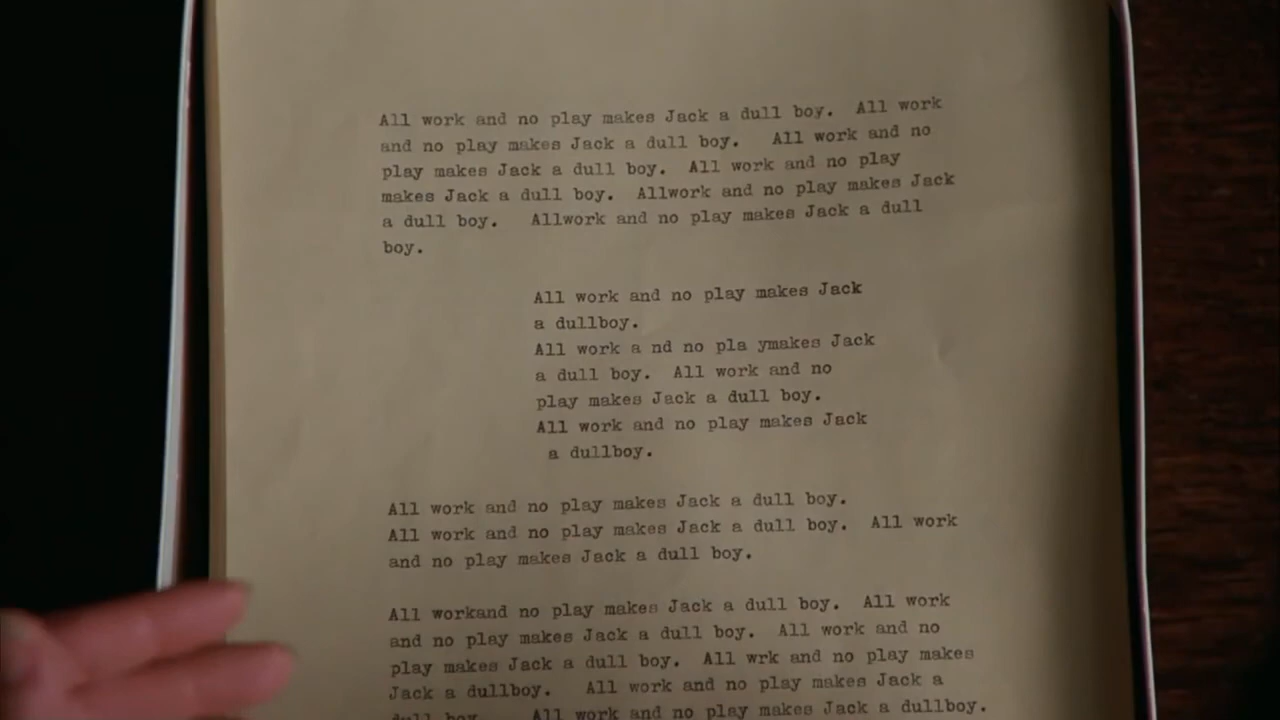 All work and no play makes Jack a dull boy.  All work
and no play makes Jack a dull boy.   All work and no
play makes Jack a dull boy.  All work and no play
makes Jack a dull boy.  Allwork and no play makes Jack
a dull boy.   Allwork and no play makes Jack a dull
boy.
All work and no play makes Jack
a dullboy.
All work a nd no pla ymakes Jack
a dull boy.  All work and no
play makes Jack a dull boy.
All work and no play makes Jack
a dullboy.
All work and no play makes Jack a dull boy.
All work and no play makes Jack a dull boy.  All work
and no play makes Jack a dull boy.
All workand no play makes Jack a dull boy.  All work
and no play makes Jack a dull boy.  All work and no
play makes Jack a dull boy.  All wrk and no play makes
Jack a dullboy.   All work and no play makes Jack a
dull boy.    All work and no play makes Jack a dullboy.